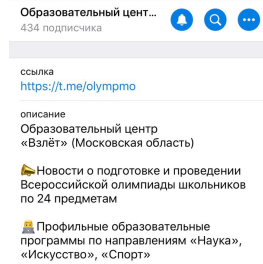 Образовательный цент...
434 подписчика
ссылка
https://t.me/olympmo
описание
Образовательный центр
«Взлёт» (Московская область)
📣Новости о подготовке и проведении
Всероссийской олимпиады школьников
по 24 предметам
👩‍💻Профильные образовательные
программы по направлениям «Наука»,
«Искусство», «Спорт»